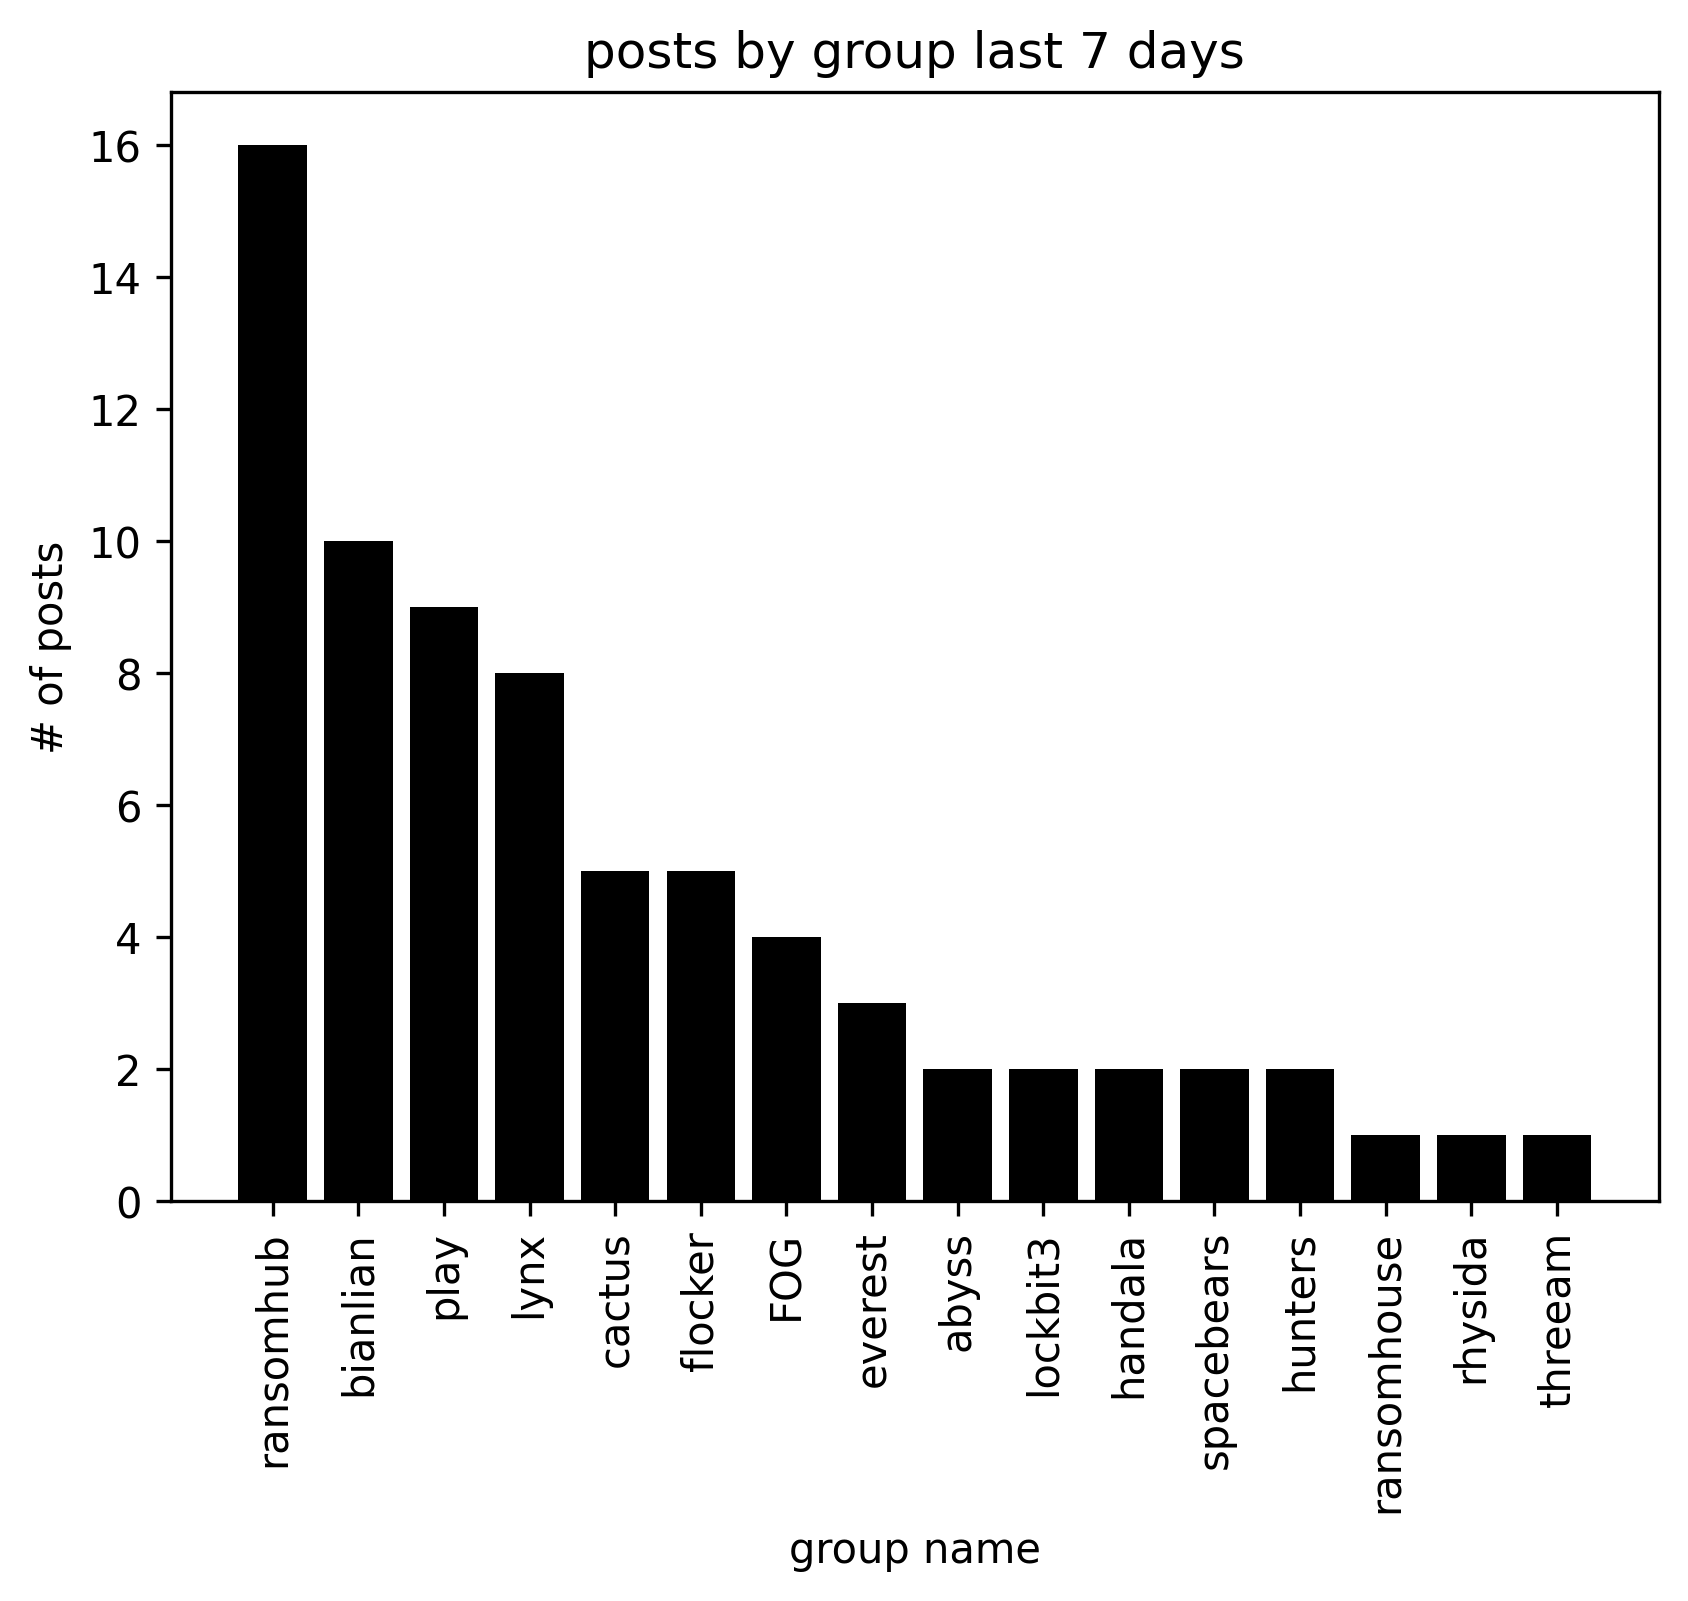 posts by group last 7 days
# of posts
16
14
12
10
8
6
4
2
0
ransomhub
bianlian
play
lynx
cactus
flocker
FOG
everest
abyss
lockbit3
handala
spacebears
hunters
ransomhouse
rhysida
threeam
group name